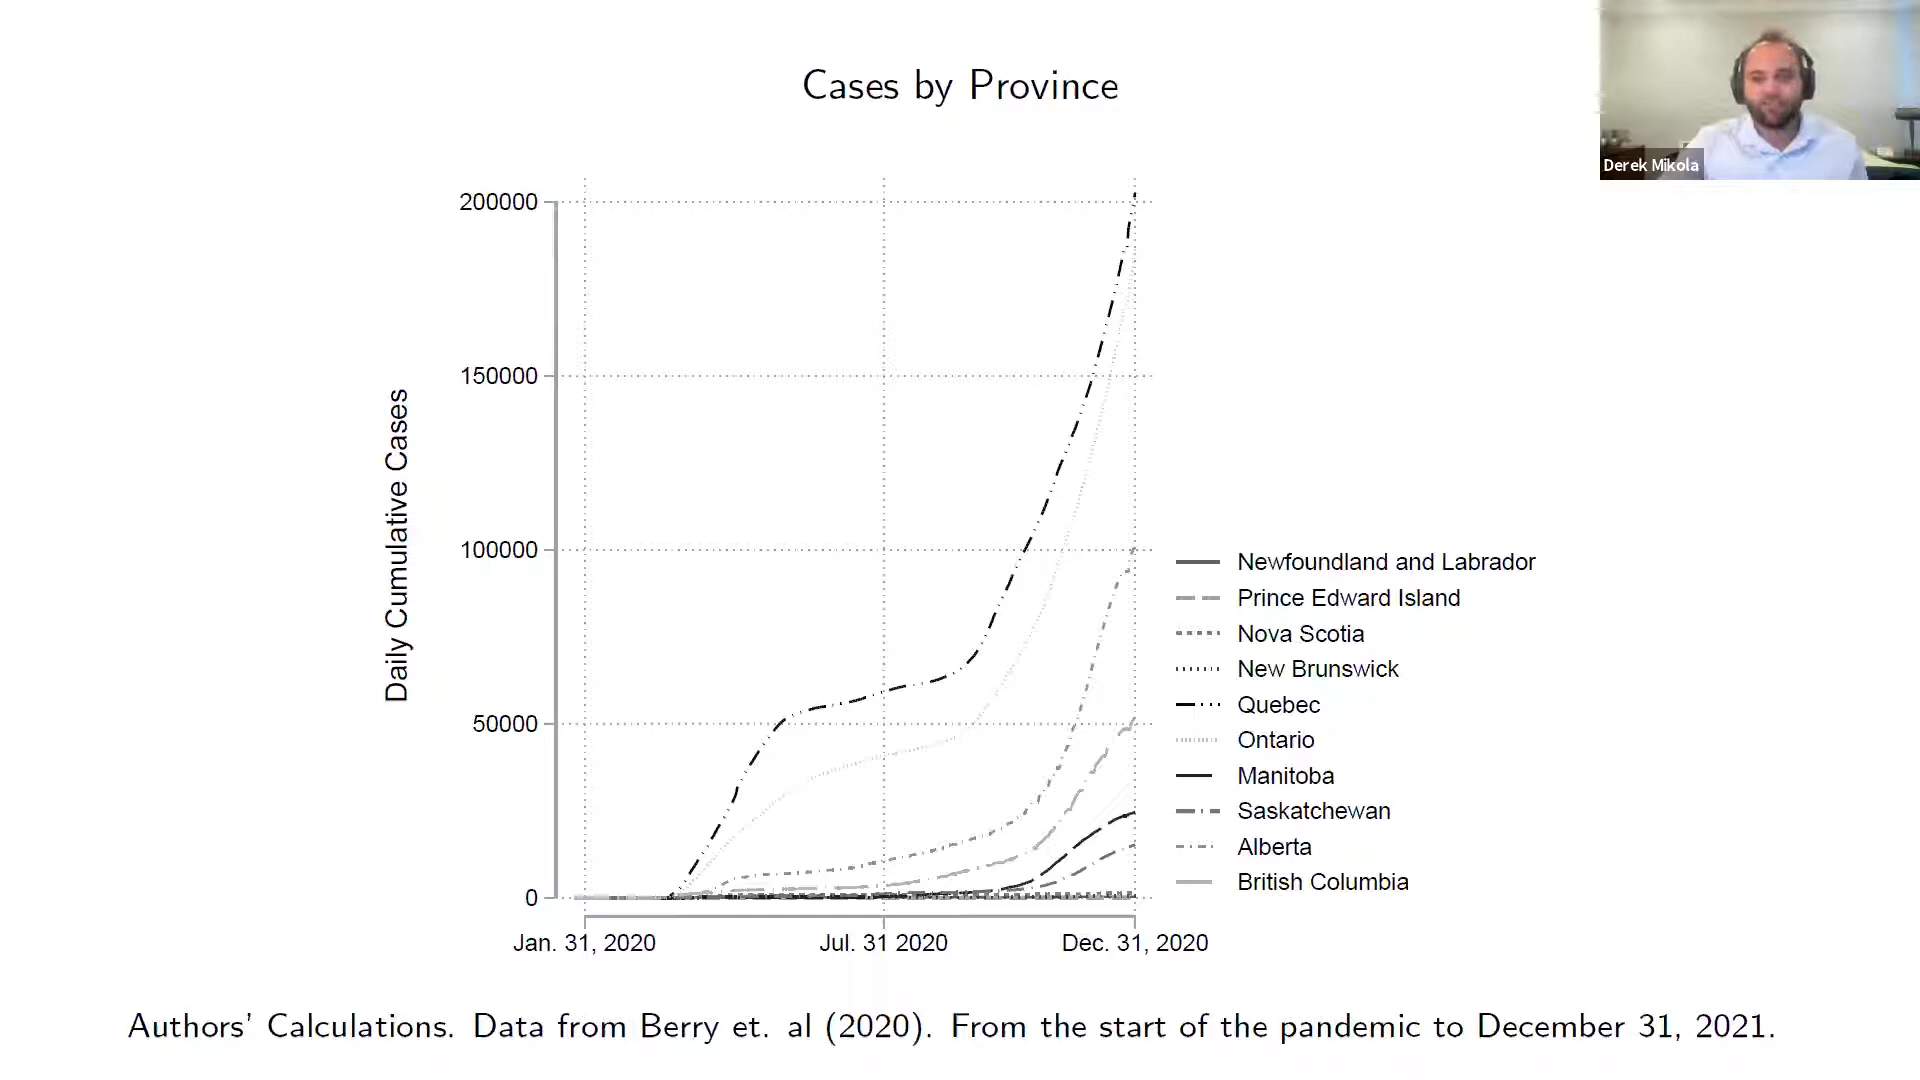 Cases by Province
Derek Mikola
200000
150000
100000
50000
0
Daily Cumulative Cases
Jan. 31, 2020
Jul. 31 2020
Dec. 31, 2020
Newfoundland and Labrador
Prince Edward Island
Nova Scotia
New Brunswick
Quebec
Ontario
Manitoba
Saskatchewan
Alberta
British Columbia
Authors' Calculations. Data from Berry et. al (2020). From the start of the pandemic to December 31, 2021.